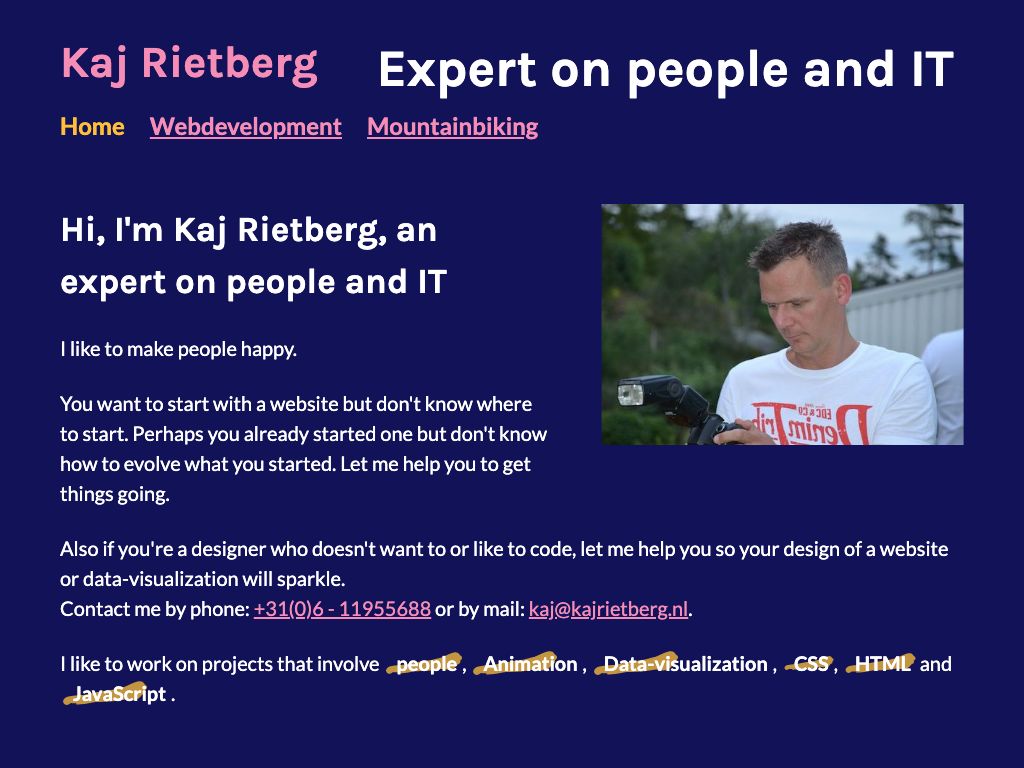 Kaj Rietberg
Expert on people and IT
Home Webdevelopment Mountainbiking
Hi, I'm Kaj Rietberg, an
expert on people and IT
I like to make people happy.
You want to start with a website but don't know where
to start. Perhaps you already started one but don't know
how to evolve what you started. Let me help you to get
things going.
EDC & CO
Denim Trib
Also if you're a designer who doesn't want to or like to code, let me help you so your design of a website
or data-visualization will sparkle.
Contact me by phone: +31(0)6 - 11955688 or by mail: kaj@kajrietberg.nl.
I like to work on projects that involve people , Animation , Data-visualization , CSS , HTML and
JavaScript .